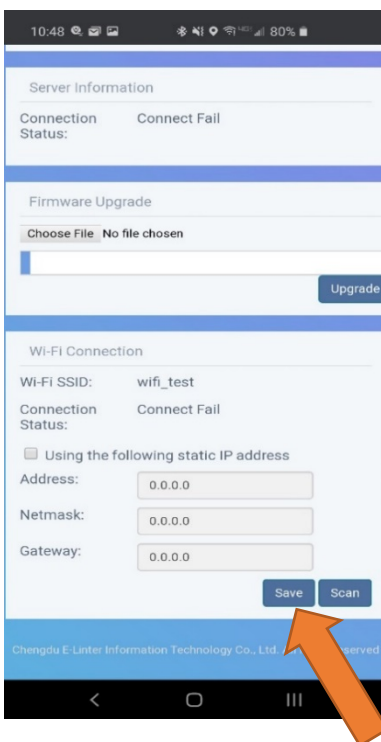 10:48 80%
Server Information
Connection Status: Connect Fail
Firmware Upgrade
Choose File No file chosen
Upgrade
Wi-Fi Connection
Wi-Fi SSID: wifi_test
Connection Status: Connect Fail
Using the following static IP address
Address: 0.0.0.0
Netmask: 0.0.0.0
Gateway: 0.0.0.0
Save Scan
Chengdu E-Linter Information Technology Co., Ltd.